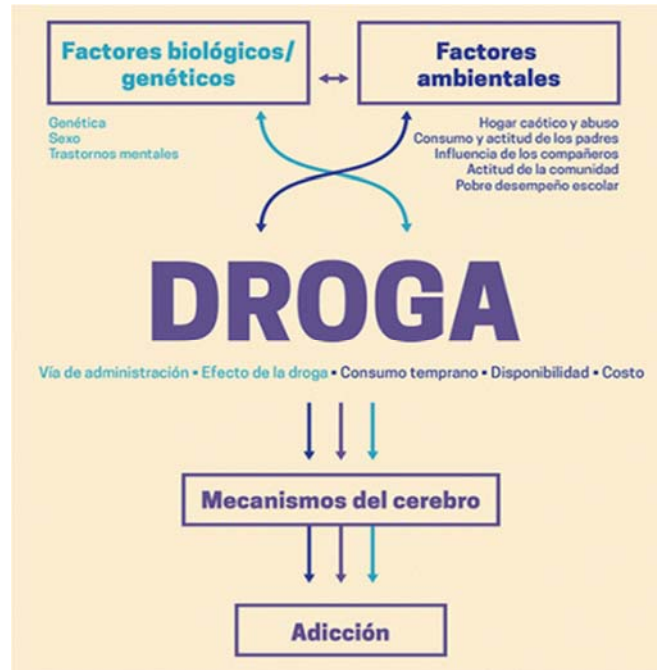 Factores biológicos/
genéticos
Factores
ambientales
Genética
Sexo
Trastornos mentales
Hogar caótico y abuso
Consumo y actitud de los padres
Influencia de los compañeros
Actitud de la comunidad
Pobre desempeño escolar
DROGA
Vía de administración ▪ Efecto de la droga ▪ Consumo temprano ▪ Disponibilidad ▪ Costo
Mecanismos del cerebro
Adicción